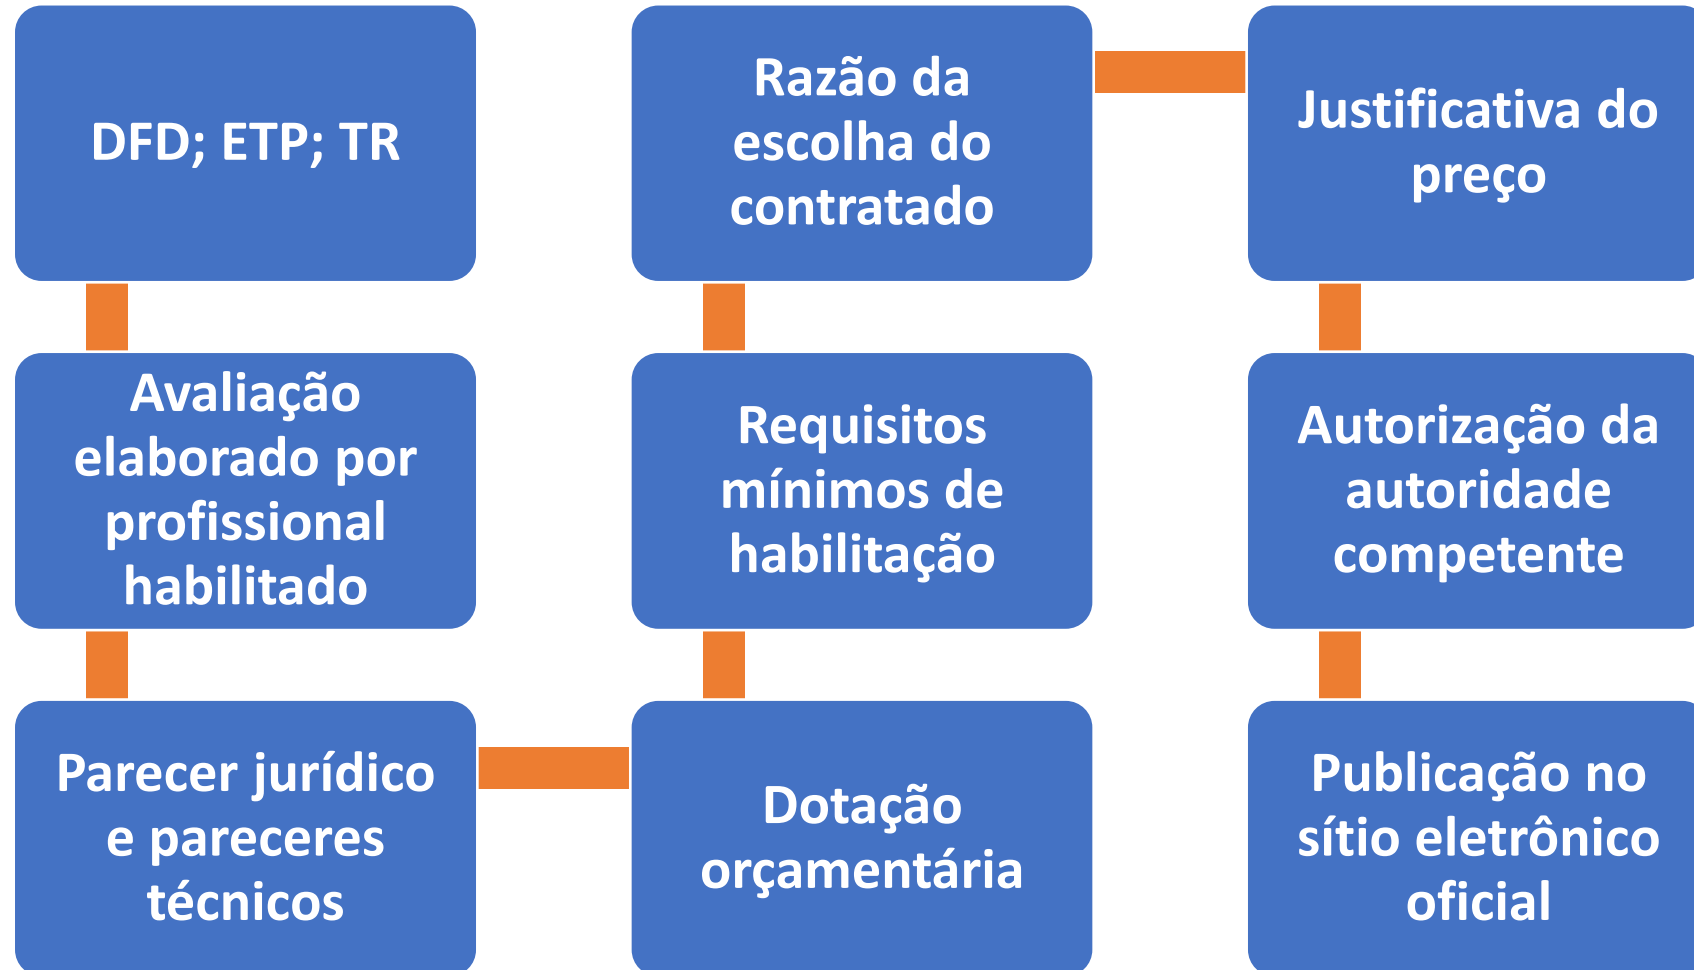 DFD; ETP; TR
Avaliação
elaborado por
profissional
habilitado
Parecer jurídico
e pareceres
técnicos
Dotação
orçamentária
Requisitos
mínimos de
habilitação
Razão da
escolha do
contratado
Justificativa do
preço
Autorização da
autoridade
competente
Publicação no
sítio eletrônico
oficial